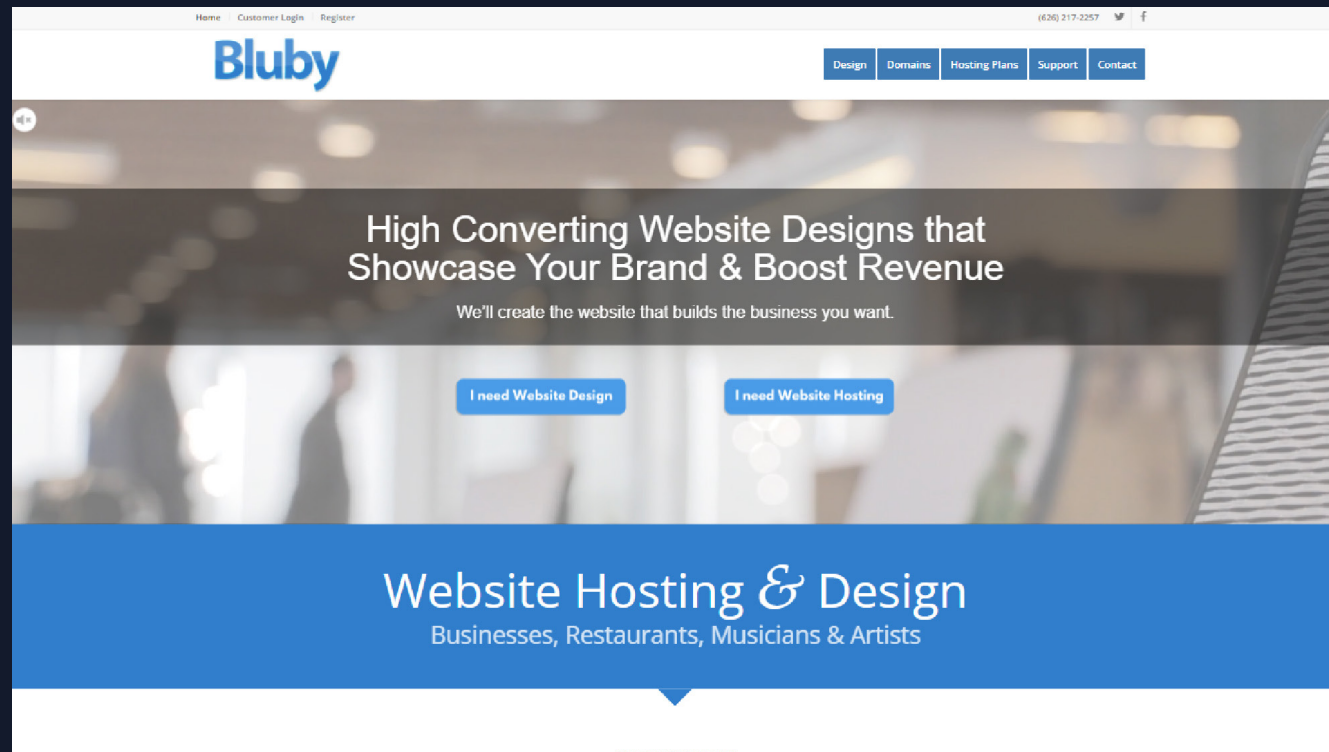 Home Customer Login Register
(626) 217-2257
Bluby
Design Domains Hosting Plans Support Contact
High Converting Website Designs that
Showcase Your Brand & Boost Revenue
We'll create the website that builds the business you want.
I need Website Design
I need Website Hosting
Website Hosting & Design
Businesses, Restaurants, Musicians & Artists